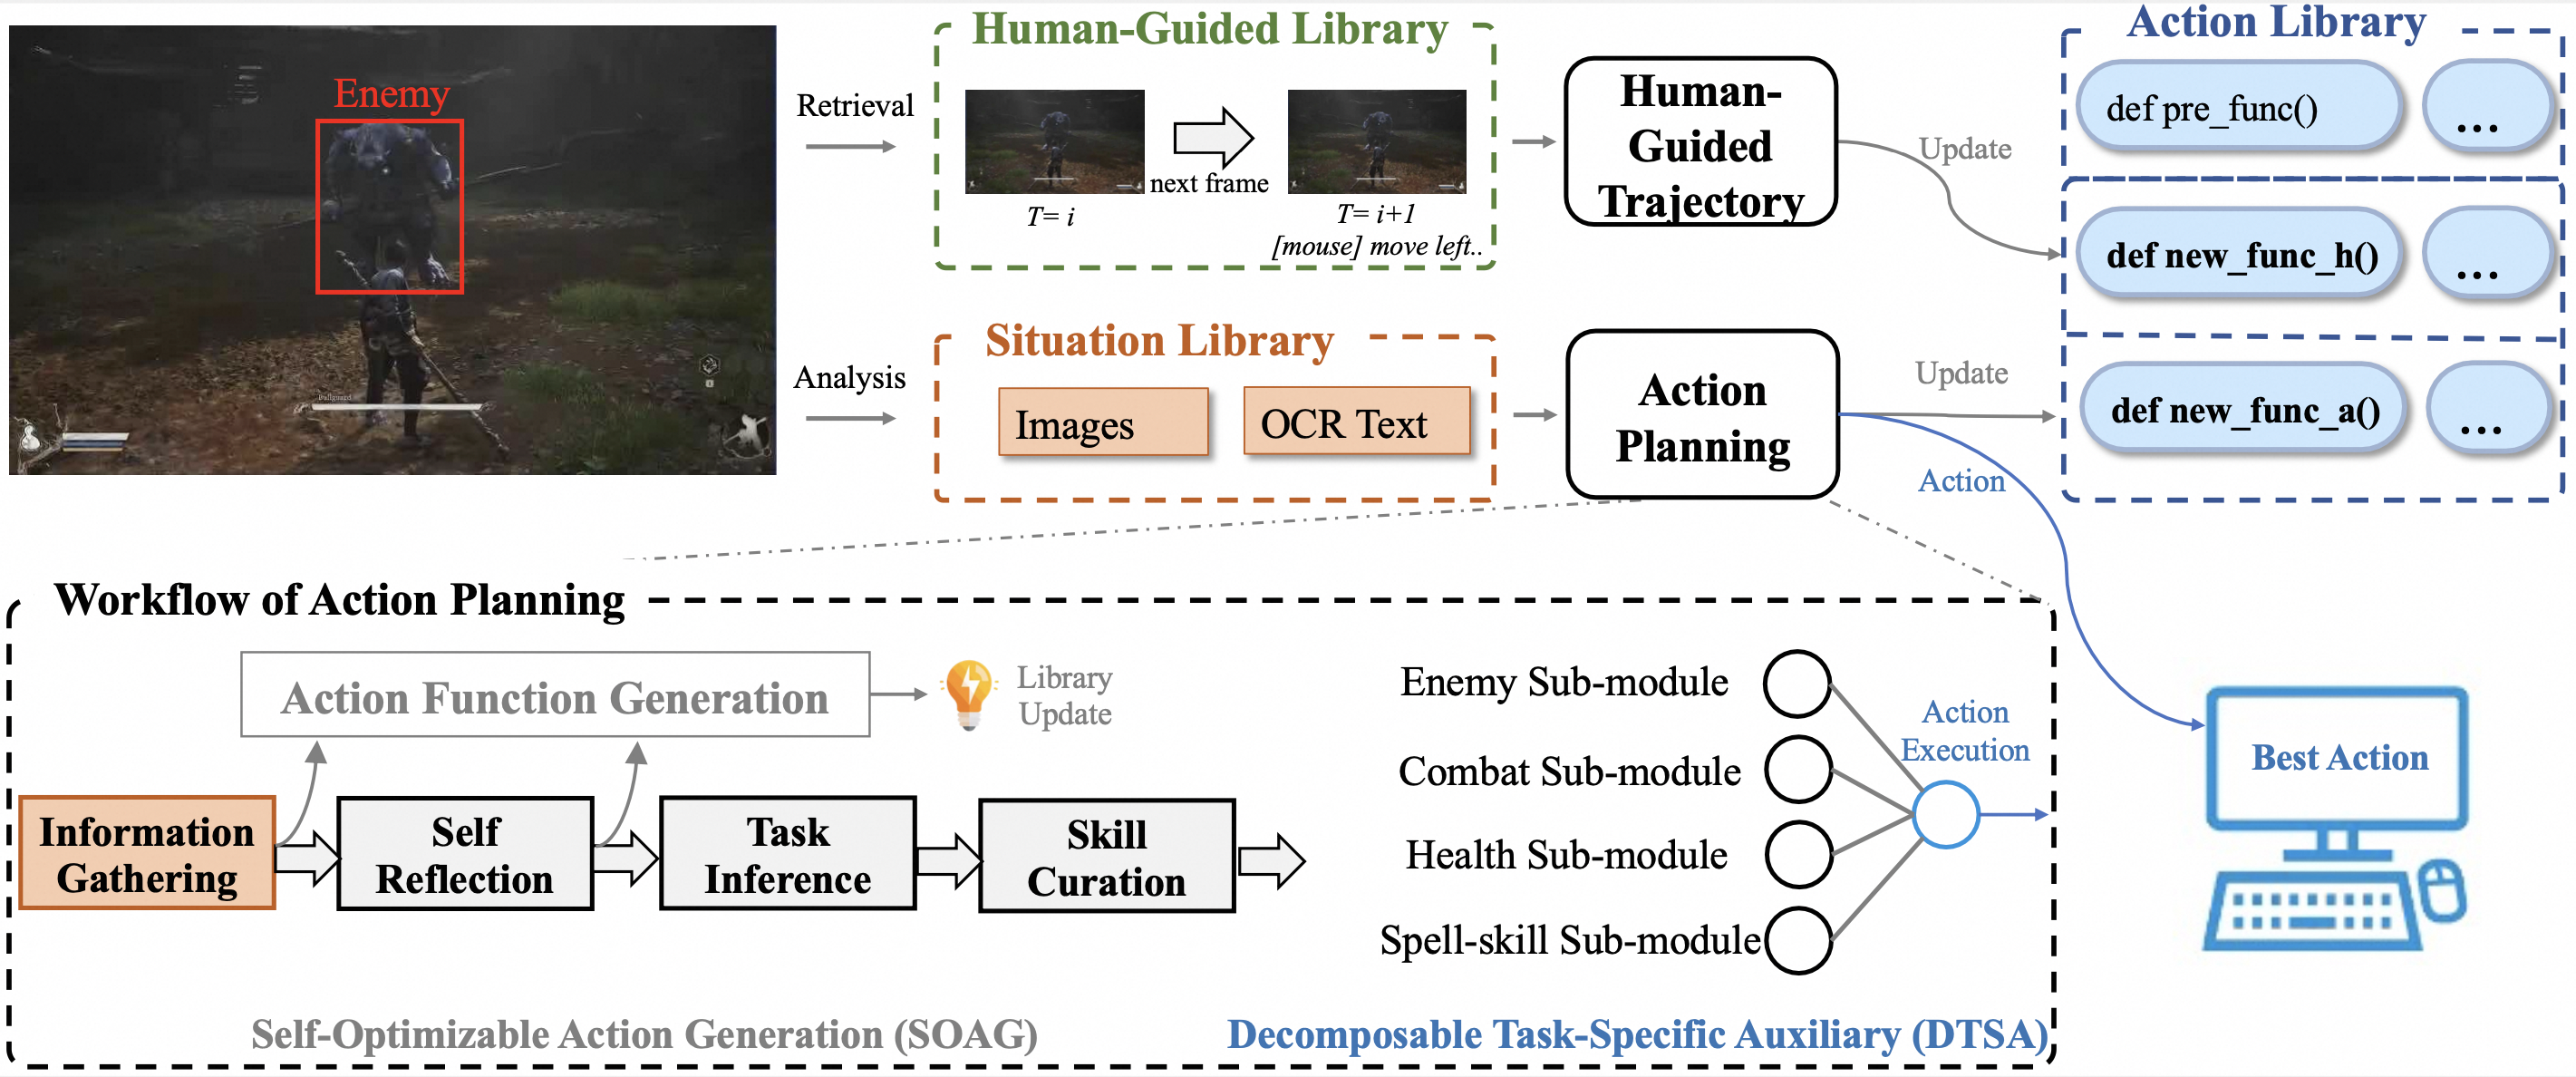 Enemy
Retrieval
Human-Guided Library
next frame
T= i
T= i+1
[mouse] move left..
Human-
Guided
Trajectory
Update
Action Library
def pre_func()
...
def new_func_h()
...
def new_func_a()
...
Analysis
Situation Library
Images
OCR Text
Action
Planning
Update
Action
Workflow of Action Planning
Action Function Generation
Library
Update
Information
Gathering
Self
Reflection
Task
Inference
Skill
Curation
Enemy Sub-module
Combat Sub-module
Health Sub-module
Spell-skill Sub-module
Action
Execution
Best Action
Self-Optimizable Action Generation (SOAG)
Decomposable Task-Specific Auxiliary (DTSA)